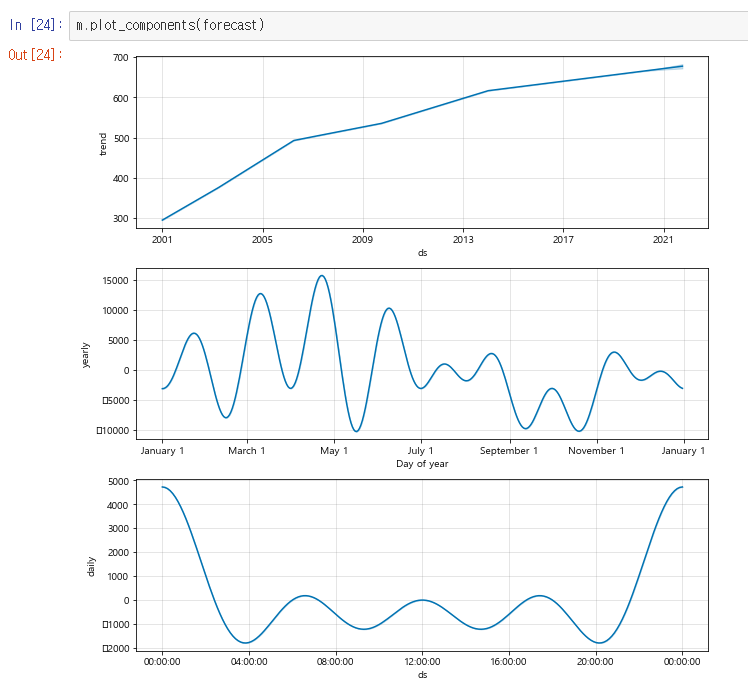 In [24]: m.plot_components(forecast)
Out[24]:
700
600
500
400
300
trend
2001 2005 2009 2013 2017 2021
ds
15000
10000
5000
0
□5000
□10000
yearly
January 1 March 1 May 1 July 1 September 1 November 1 January 1
Day of year
5000
4000
3000
2000
1000
0
□1000
□2000
daily
00:00:00 04:00:00 08:00:00 12:00:00 16:00:00 20:00:00 00:00:00
ds